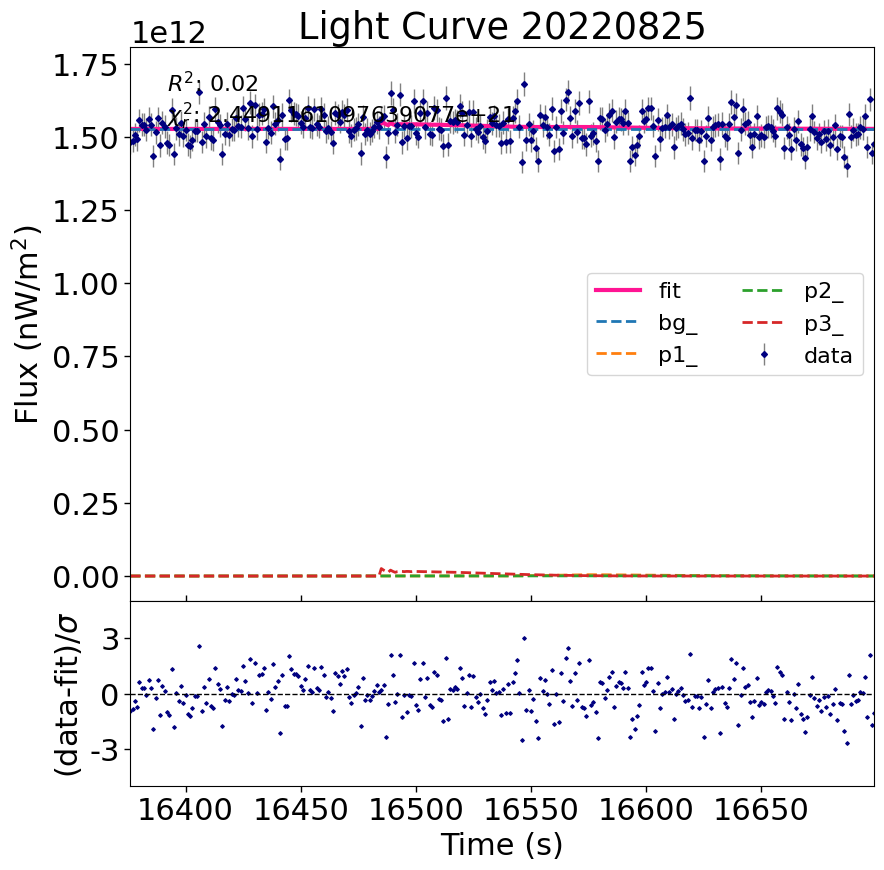 Light Curve 20220825
1e12
1.75
1.50
1.25
1.00
0.75
0.50
0.25
0.00
Flux (nW/m²)
R²: 0.02
fit
bg_
p1_
p2_
p3_
data
3
0
-3
(data-fit)/σ
16400 16450 16500 16550 16600 16650
Time (s)